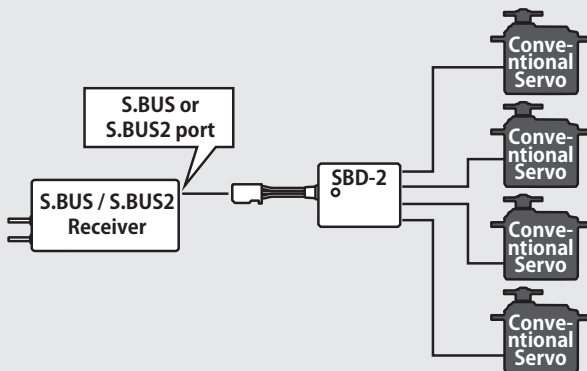 S.BUS or
S.BUS2 port
S.BUS / S.BUS2
Receiver
SBD-2
Conve-
ntional
Servo
Conve-
ntional
Servo
Conve-
ntional
Servo
Conve-
ntional
Servo